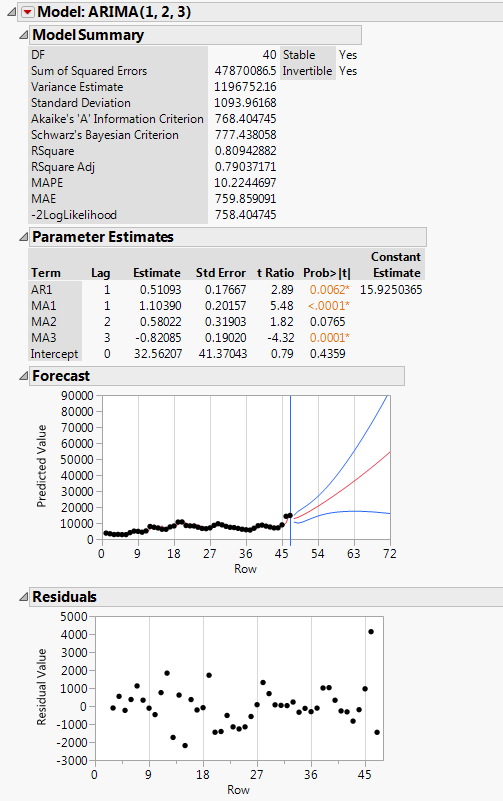 Model: ARIMA(1, 2, 3)
Model Summary
DF 40 Stable Yes
Sum of Squared Errors 47870086.5 Invertible Yes
Variance Estimate 1196752.16
Standard Deviation 1093.96168
Akaike's 'A' Information Criterion 768.404745
Schwarz's Bayesian Criterion 777.438058
RSquare 0.80942882
RSquare Adj 0.79037171
MAPE 10.2244697
MAE 759.859091
-2LogLikelihood 758.404745
Parameter Estimates
Constant
Term Lag Estimate Std Error t Ratio Prob>|t| Estimate
AR1 1 0.51093 0.17667 2.89 0.0062* 15.9250365
MA1 1 1.10390 0.20157 5.48 <.0001*
MA2 2 0.58022 0.31903 1.82 0.0765
MA3 3 -0.82085 0.19020 -4.32 0.0001*
Intercept 0 32.56207 41.37043 0.79 0.4359
Forecast
Predicted Value
90000
80000
70000
60000
50000
40000
30000
20000
10000
0
0 9 18 27 36 45 54 63 72
Row
Residuals
Residual Value
5000
4000
3000
2000
1000
0
-1000
-2000
-3000
0 9 18 27 36 45
Row